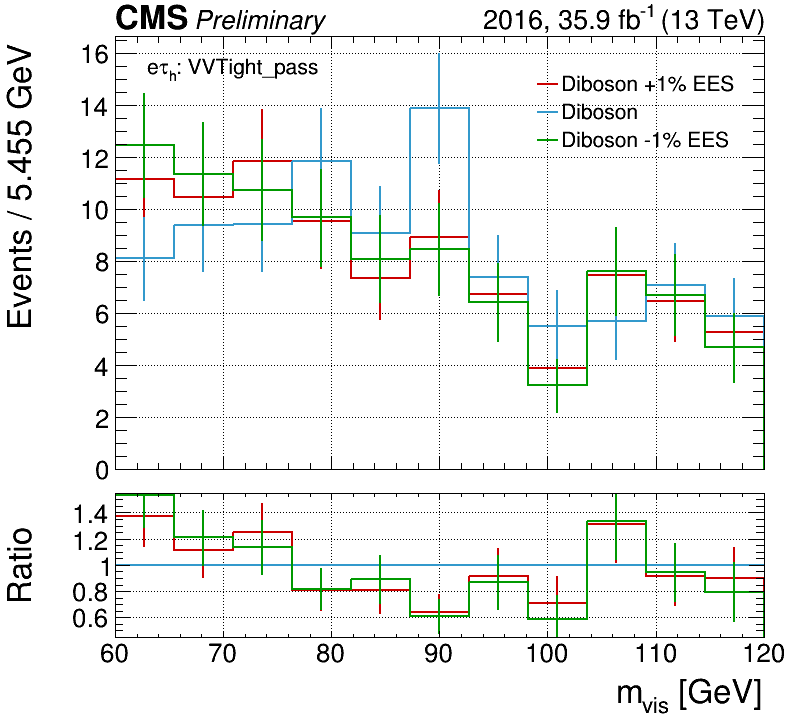 CMS Preliminary 2016, 35.9 fb⁻¹ (13 TeV)
eτₕ: VVTight_pass
Diboson +1% EES
Diboson
Diboson -1% EES
Events / 5.455 GeV
16
14
12
10
8
6
4
2
0
Ratio
1.4
1.2
1
0.8
0.6
60 70 80 90 100 110 120
m_vis [GeV]